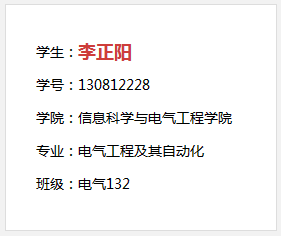 学生：李正阳
学号：130812228
学院：信息科学与电气工程学院
专业：电气工程及其自动化
班级：电气132